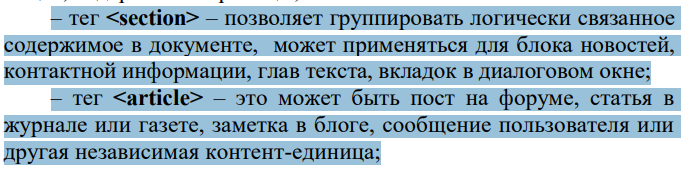 – тег <section> – позволяет группировать логически связанное
содержимое в документе, может применяться для блока новостей,
контактной информации, глав текста, вкладок в диалоговом окне;
– тег <article> – это может быть пост на форуме, статья в
журнале или газете, заметка в блоге, сообщение пользователя или
другая независимая контент-единица;